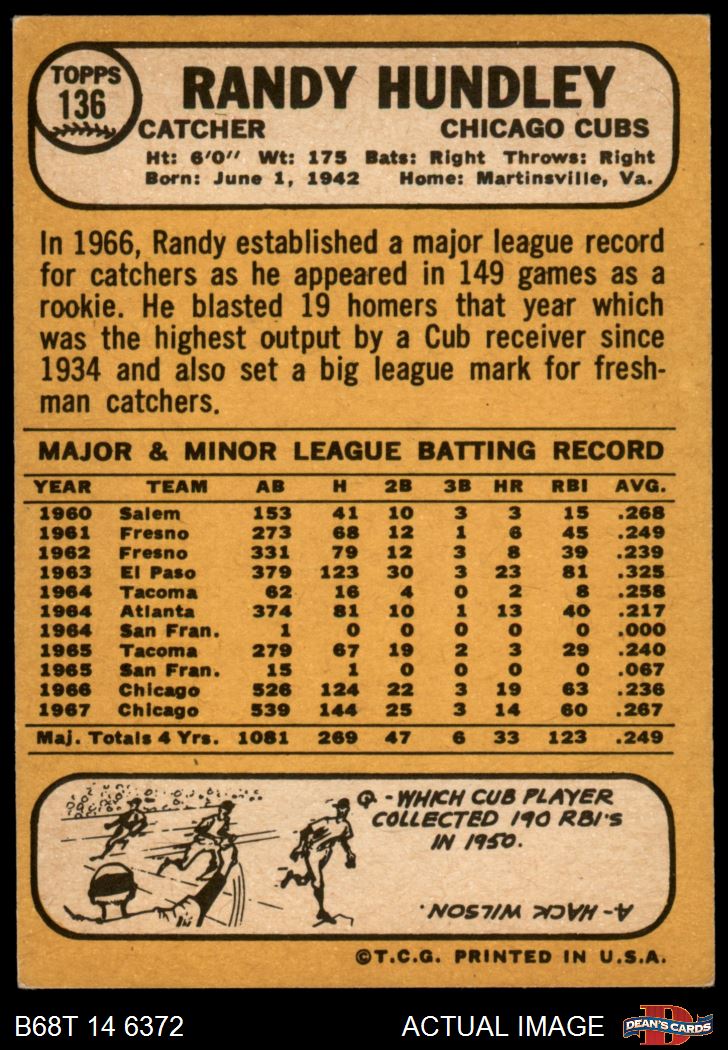 TOPPS
136
RANDY HUNDLEY
CATCHER CHICAGO CUBS
Ht: 6'0" Wt: 175 Bats: Right Throws: Right
Born: June 1, 1942 Home: Martinsville, Va.
In 1966, Randy established a major league record
for catchers as he appeared in 149 games as a
rookie. He blasted 19 homers that year which
was the highest output by a Cub receiver since
1934 and also set a big league mark for fresh-
man catchers.
MAJOR & MINOR LEAGUE BATTING RECORD
YEAR TEAM AB H 2B 3B HR RBI AVG.
1960 Salem 153 41 10 3 3 15 .268
1961 Fresno 273 68 12 1 6 45 .249
1962 Fresno 331 79 12 3 8 39 .239
1963 El Paso 379 123 30 3 23 81 .325
1964 Tacoma 62 16 4 0 2 8 .258
1964 Atlanta 374 81 10 1 13 40 .217
1964 San Fran. 1 0 0 0 0 0 .000
1965 Tacoma 279 67 19 2 3 29 .240
1965 San Fran. 15 1 0 0 0 0 .067
1966 Chicago 526 124 22 3 19 63 .236
1967 Chicago 539 144 25 3 14 60 .267
Maj. Totals 4 Yrs. 1081 269 47 6 33 123 .249
Q - WHICH CUB PLAYER
COLLECTED 190 RBI'S
IN 1950.
A - HACK WILSON.
©T.C.G. PRINTED IN U.S.A.
B68T 14 6372 ACTUAL IMAGE
D
DEAN'S CARDS